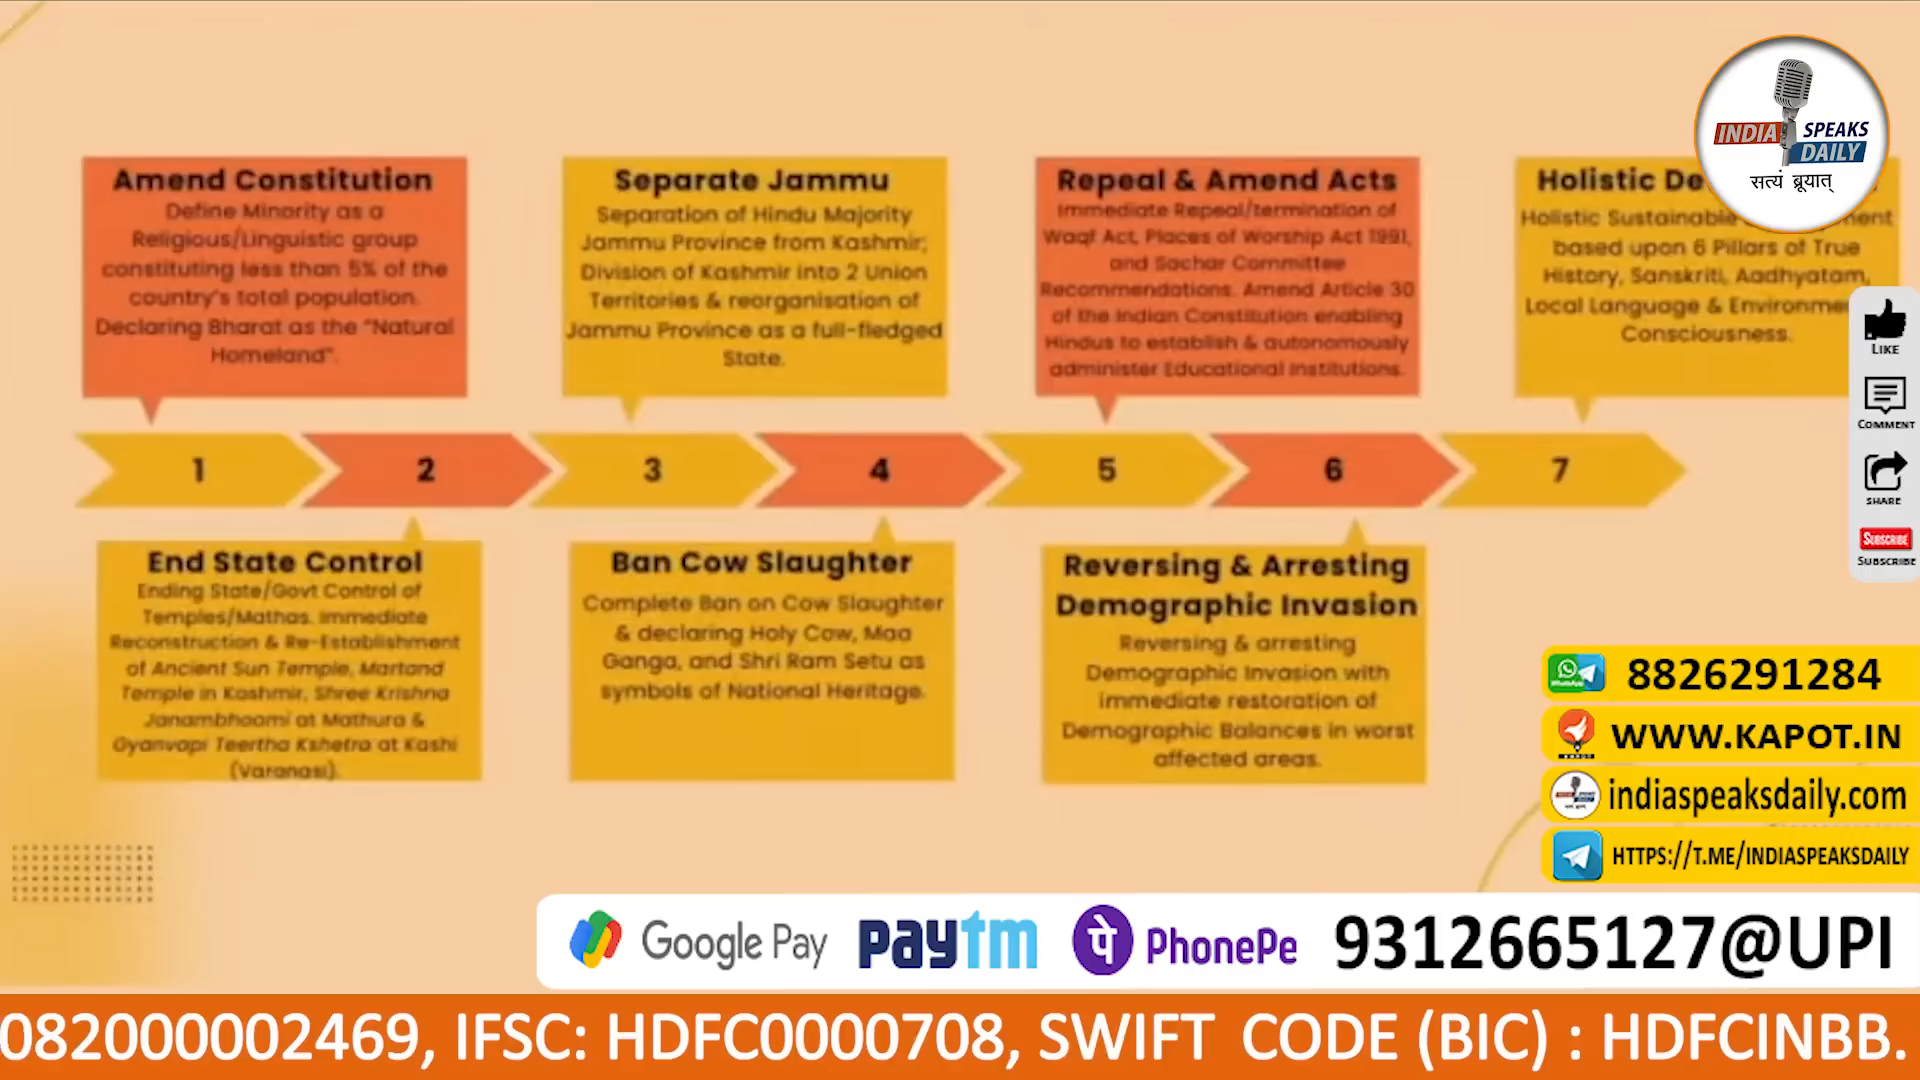 INDIA SPEAKS
DAILY
सत्यं ब्रूयात्
Amend Constitution
Define Minority as a
Religious/Linguistic group
constituting less than 5% of the
country's total population.
Declaring Bharat as the "Natural
Homeland".
Separate Jammu
Separation of Hindu Majority
Jammu Province from Kashmir;
Division of Kashmir into 2 Union
Territories & reorganisation of
Jammu Province as a full-fledged
State.
Repeal & Amend Acts
Immediate Repeal/termination of
Waqf Act, Places of Worship Act 1991,
and Sachar Committee
Recommendations. Amend Article 30
of the Indian Constitution enabling
Hindus to establish & autonomously
administer Educational Institutions.
Holistic
Holistic Sustainable
based upon 6 Pillars of True
History, Sanskriti, Aadhyatam,
Local Language &
Consciousness.
1 2 3 4 5 6 7
End State Control
Ending State/Govt Control of
Temples/Mathas. Immediate
Reconstruction & Re-Establishment
of Ancient Sun Temple, Martand
Temple in Kashmir, Shree Krishna
Janambhoomi at Mathura &
Gyanvapi Teertha Kshetra at Kashi
(Varanasi).
Ban Cow Slaughter
Complete Ban on Cow Slaughter
& declaring Holy Cow, Maa
Ganga, and Shri Ram Setu as
symbols of National Heritage.
Reversing & Arresting
Demographic Invasion
Reversing & arresting
Demographic Invasion with
immediate restoration of
Demographic Balances in worst
affected areas.
LIKE
COMMENT
SHARE
SUBSCRIBE
SUBSCRIBE
8826291284
WWW.KAPOT.IN
indiaspeaksdaily.com
HTTPS://T.ME/INDIASPEAKSDAILY
Google Pay paytm पे PhonePe 9312665127@UPI
082000002469, IFSC: HDFC0000708, SWIFT CODE (BIC) : HDFCINBB.